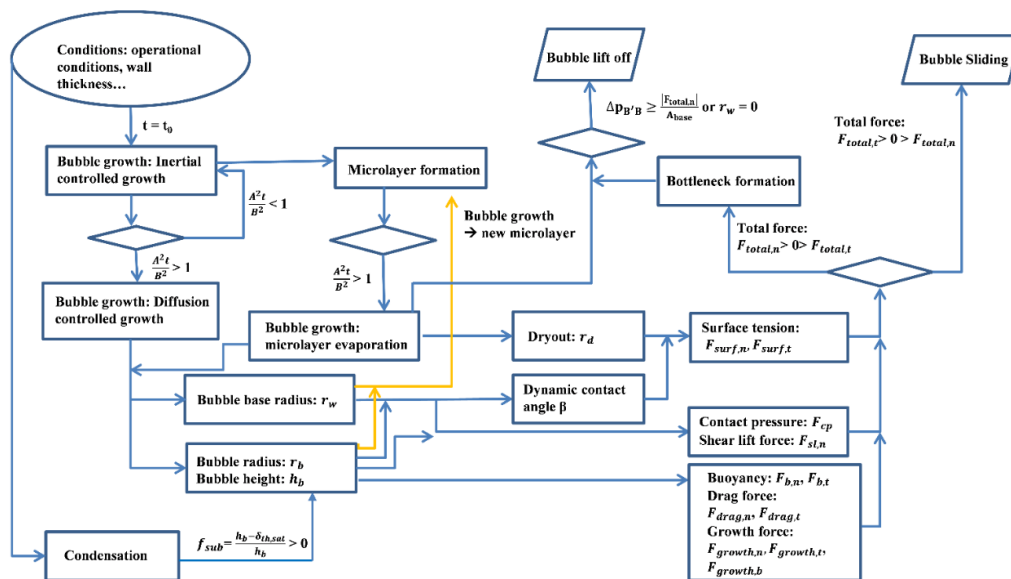 Conditions: operational
conditions, wall
thickness…
t = t₀
Bubble growth: Inertial
controlled growth
A²t/B² < 1
A²t/B² > 1
Bubble growth: Diffusion
controlled growth
Microlayer formation
Bubble growth
→ new microlayer
A²t/B² > 1
Bubble growth:
microlayer evaporation
Bubble lift off
Δp_B′B ≥ |F_total,n|/A_base or r_w = 0
Bottleneck formation
Bubble Sliding
Total force:
F_total,t > 0 > F_total,n
Total force:
F_total,n > 0 > F_total,t
Dryout: r_d
Surface tension:
F_surf,n, F_surf,t
Bubble base radius: r_w
Dynamic contact
angle β
Contact pressure: F_cp
Shear lift force: F_sl,n
Bubble radius: r_b
Bubble height: h_b
Buoyancy: F_b,n, F_b,t
Drag force:
F_drag,n, F_drag,t
Growth force:
F_growth,n, F_growth,t,
F_growth,b
Condensation
f_sub = (h_b − δ_th,sat)/h_b > 0